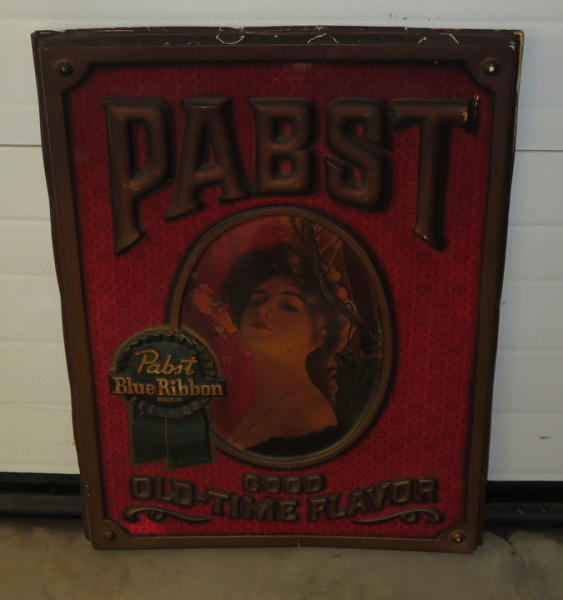 PABST
Pabst
Blue Ribbon
BEER
GOOD
OLD-TIME FLAVOR